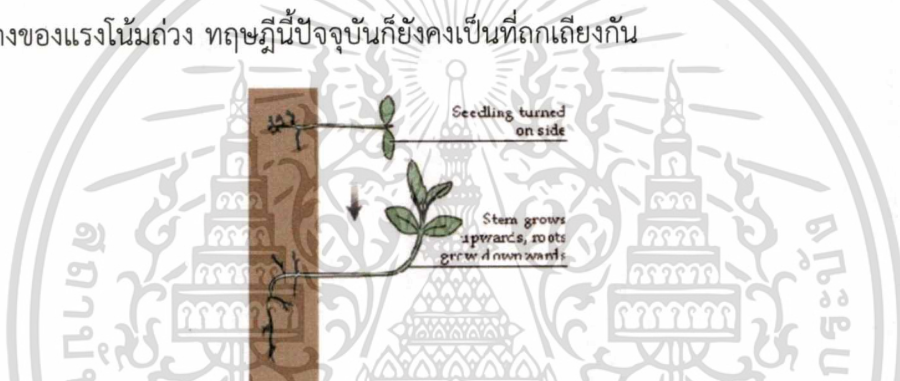 างของแรงโน้มถ่วง ทฤษฎีนี้ปัจจุบันก็ยังคงเป็นที่ถกเถียงกัน
Seedling turned
on side
Stem grows
upwards, roots
grow downwards